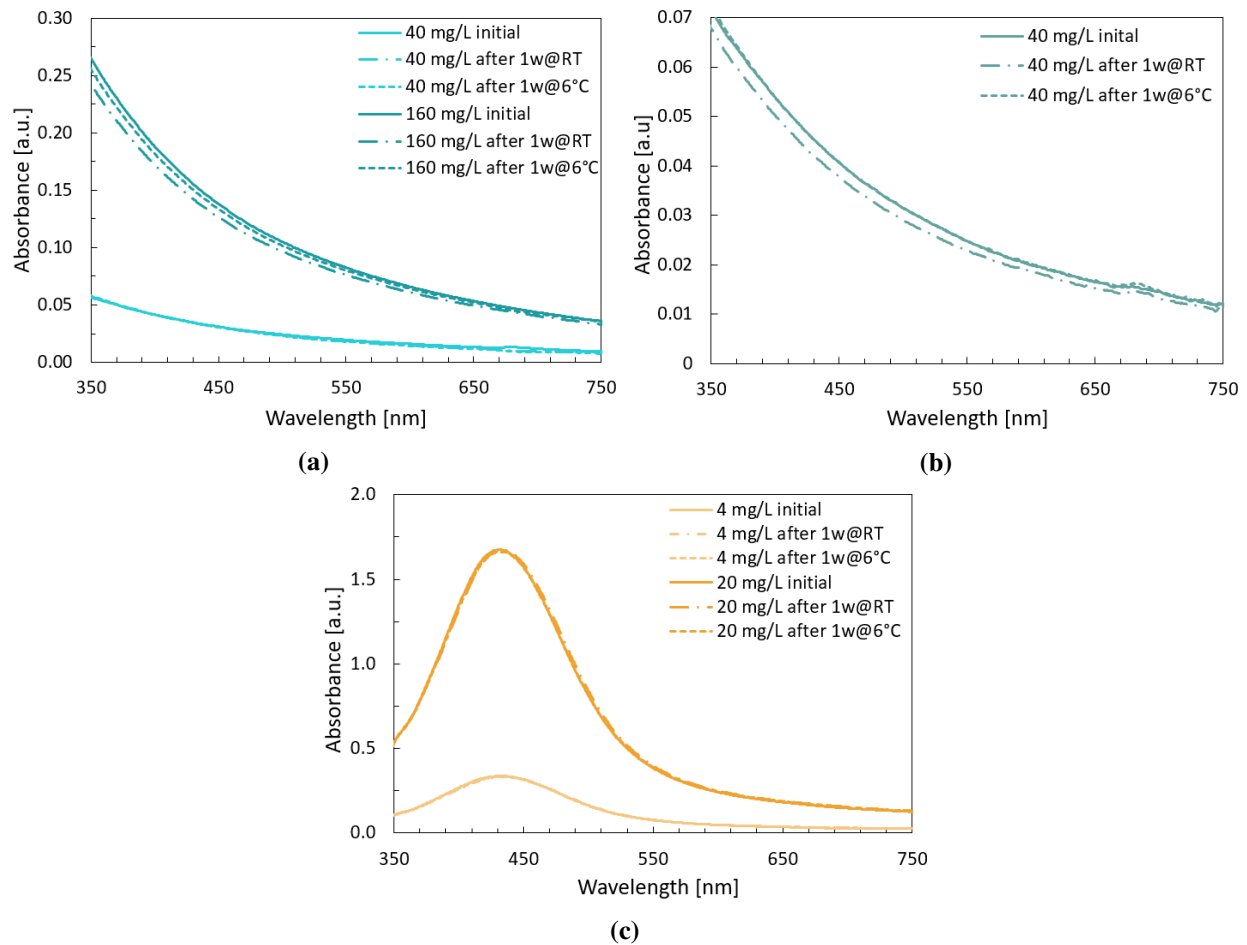 0.30
0.25
0.20
0.15
0.10
0.05
0.00
Absorbance [a.u.]
40 mg/L initial
40 mg/L after 1w@RT
40 mg/L after 1w@6°C
160 mg/L initial
160 mg/L after 1w@RT
160 mg/L after 1w@6°C
350 450 550 650 750
Wavelength [nm]
(a)
0.07
0.06
0.05
0.04
0.03
0.02
0.01
0
Absorbance [a.u]
40 mg/L inital
40 mg/L after 1w@RT
40 mg/L after 1w@6°C
350 450 550 650 750
Wavelength [nm]
(b)
2.0
1.5
1.0
0.5
0.0
Absorbance [a.u.]
4 mg/L initial
4 mg/L after 1w@RT
4 mg/L after 1w@6°C
20 mg/L initial
20 mg/L after 1w@RT
20 mg/L after 1w@6°C
350 450 550 650 750
Wavelength [nm]
(c)